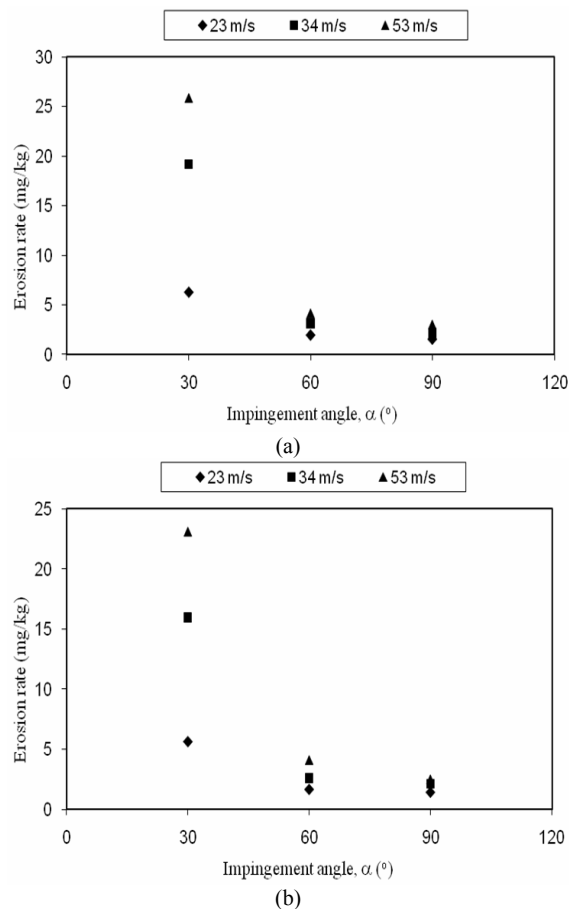 23 m/s 34 m/s 53 m/s
30
25
20
15
10
5
0
Erosion rate (mg/kg)
0 30 60 90 120
Impingement angle, α (°)
(a)
23 m/s 34 m/s 53 m/s
25
20
15
10
5
0
Erosion rate (mg/kg)
0 30 60 90 120
Impingement angle, α (°)
(b)